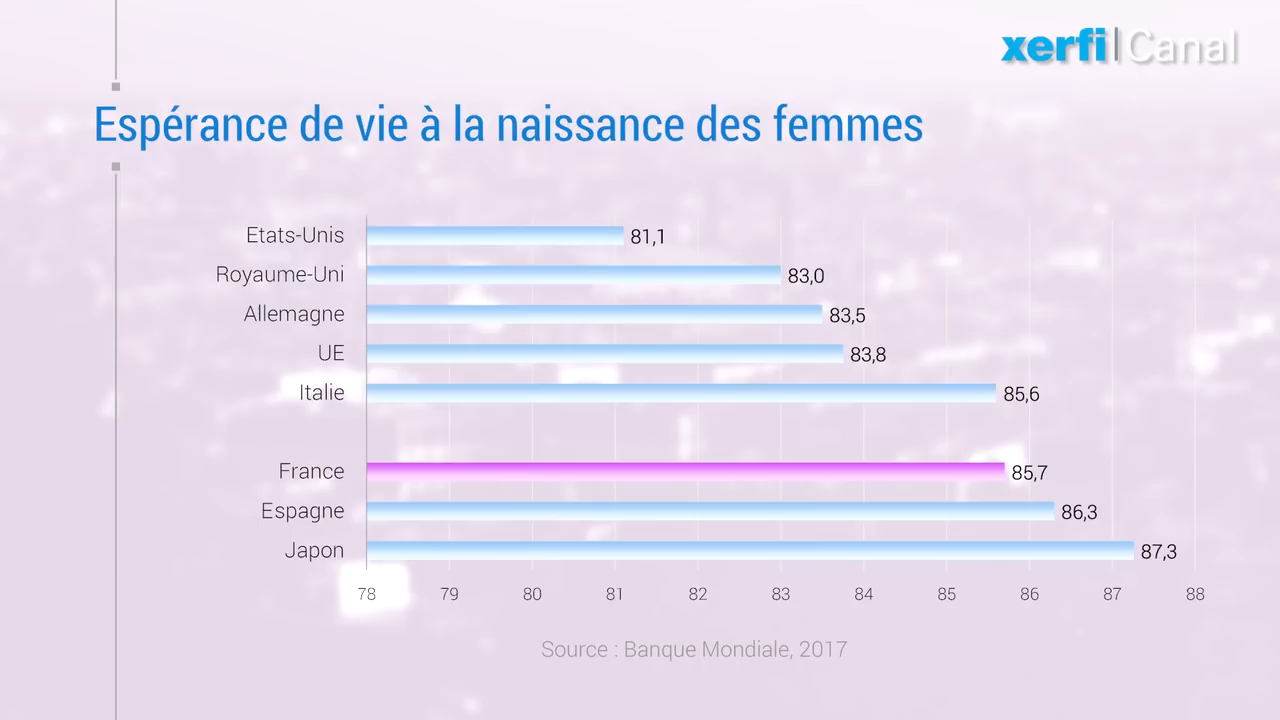 xerfi | Canal
Espérance de vie à la naissance des femmes
Etats-Unis 81,1
Royaume-Uni 83,0
Allemagne 83,5
UE 83,8
Italie 85,6
France 85,7
Espagne 86,3
Japon 87,3
78 79 80 81 82 83 84 85 86 87 88
Source : Banque Mondiale, 2017